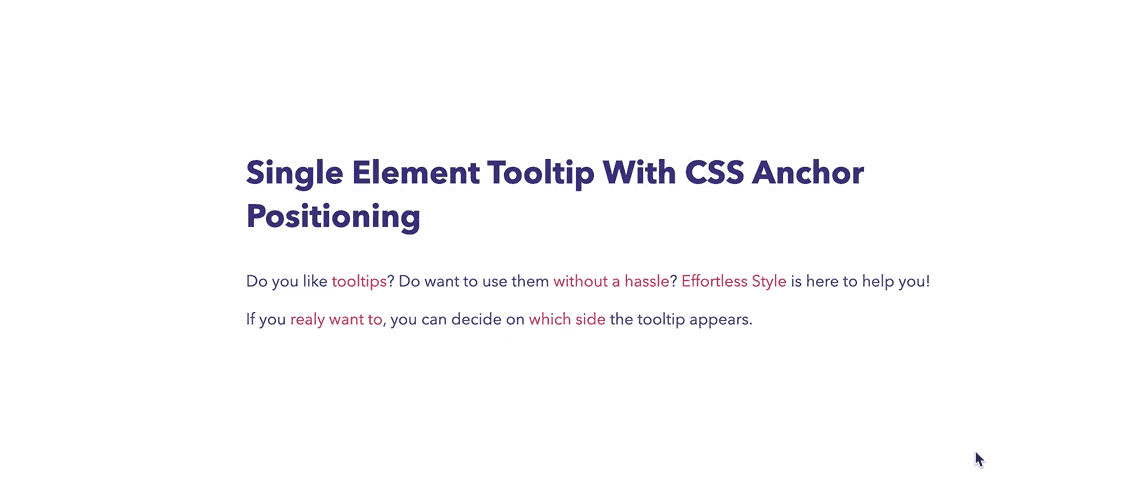 Single Element Tooltip With CSS Anchor
Positioning
Do you like tooltips? Do want to use them without a hassle? Effortless Style is here to help you!
If you realy want to, you can decide on which side the tooltip appears.